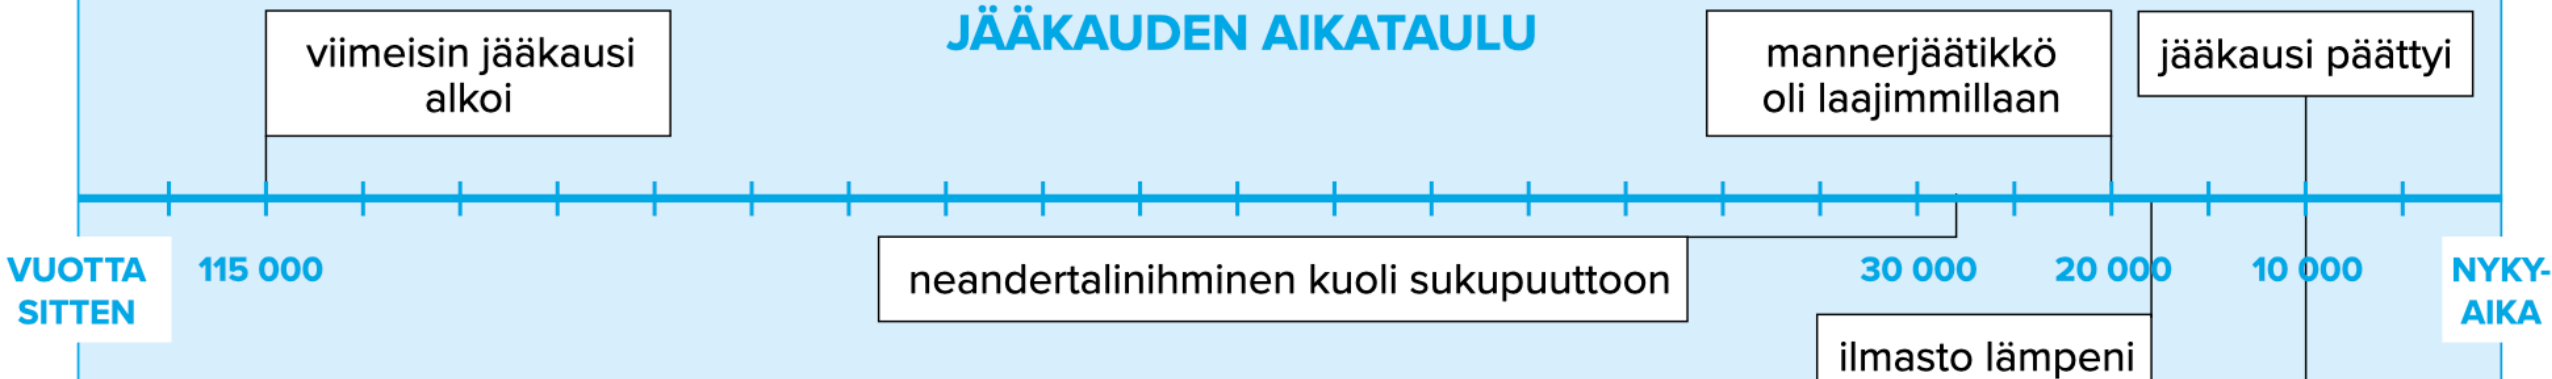 JÄÄKAUDEN AIKATAULU
viimeisin jääkausi
alkoi
mannerjäätikkö
oli laajimmillaan
jääkausi päättyi
VUOTTA
SITTEN
115 000
neandertalinihminen kuoli sukupuuttoon
30 000
20 000
10 000
NYKY-
AIKA
ilmasto lämpeni